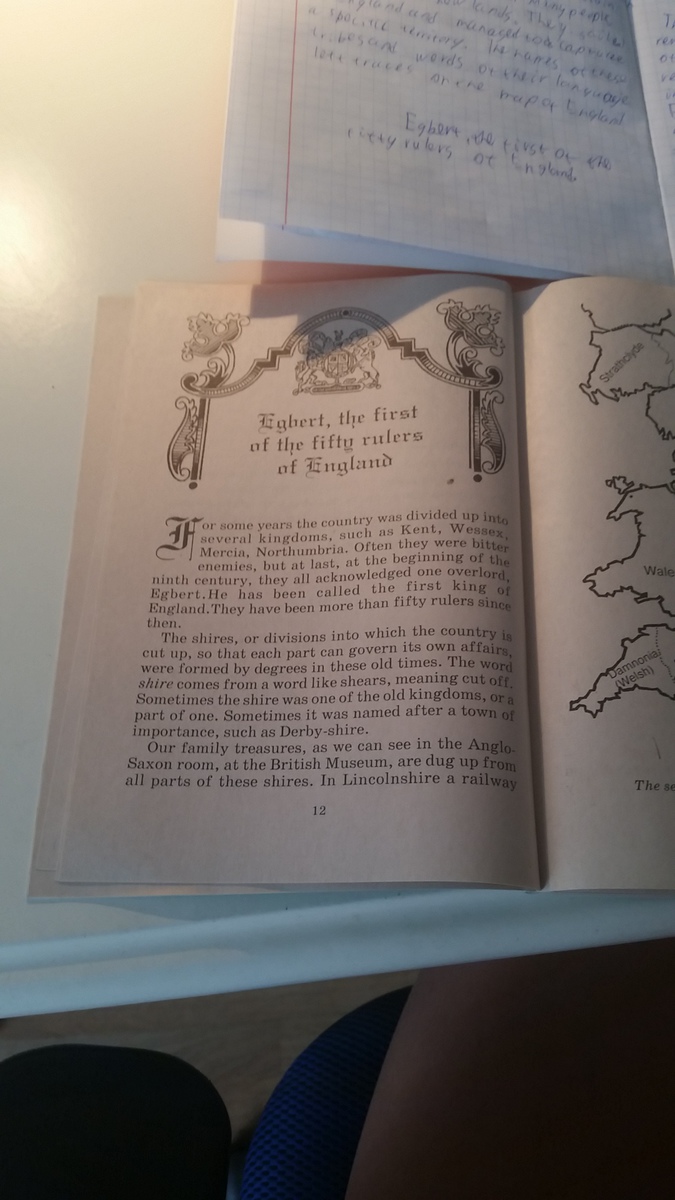 England and managed to capture
a specific territory. The names of these
tribes and words of their language
left traces on the map of England
Egbert, the first of the
fifty rulers of England.
Egbert, the first
of the fifty rulers
of England
For some years the country was divided up into
several kingdoms, such as Kent, Wessex,
Mercia, Northumbria. Often they were bitter
enemies, but at last, at the beginning of the
ninth century, they all acknowledged one overlord,
Egbert.He has been called the first king of
England.They have been more than fifty rulers since
then.
The shires, or divisions into which the country is
cut up, so that each part can govern its own affairs,
were formed by degrees in these old times. The word
shire comes from a word like shears, meaning cut off.
Sometimes the shire was one of the old kingdoms, or a
part of one. Sometimes it was named after a town of
importance, such as Derby-shire.
Our family treasures, as we can see in the Anglo-
Saxon room, at the British Museum, are dug up from
all parts of these shires. In Lincolnshire a railway
12
Strathclyde
Wale
Damnonia
(Welsh)
The se